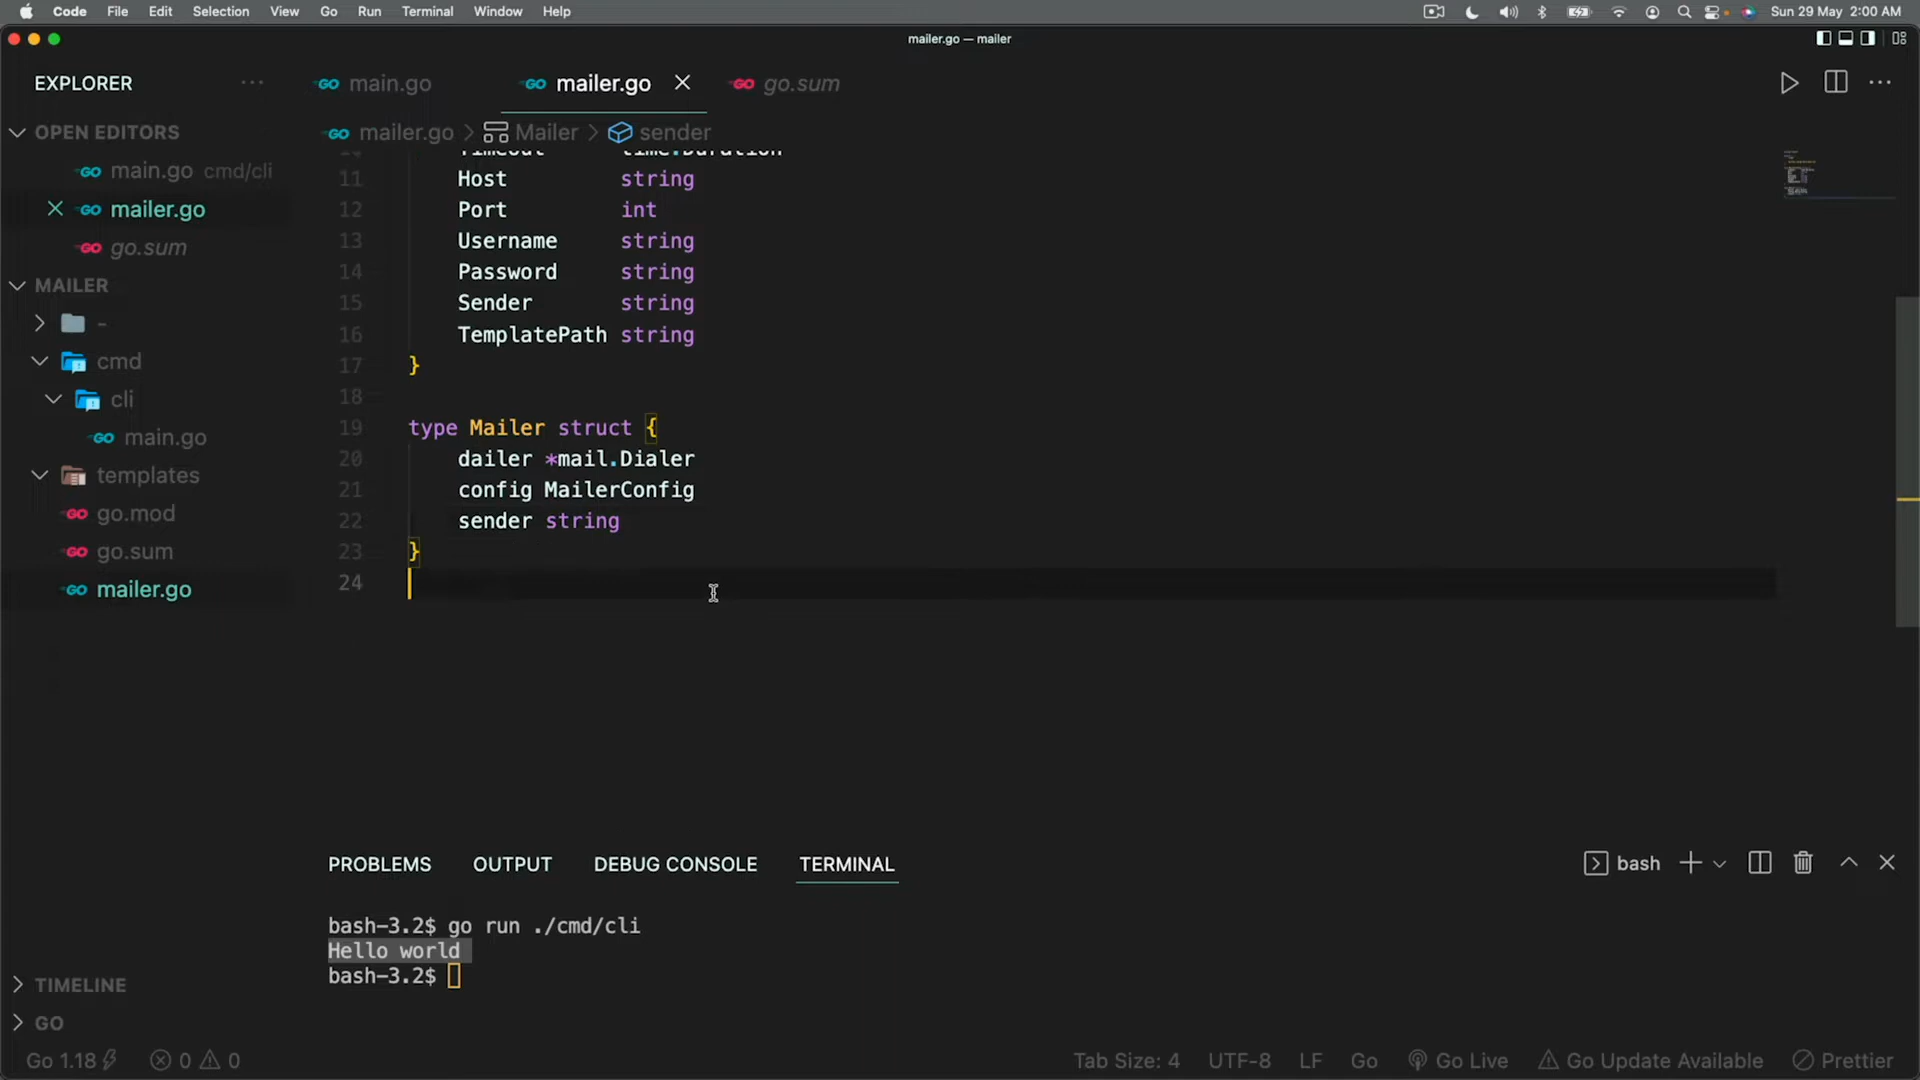 Code File Edit Selection View Go Run Terminal Window Help Sun 29 May 2:00 AM
mailer.go — mailer
EXPLORER
main.go
mailer.go
go.sum
OPEN EDITORS
main.go cmd/cli
mailer.go
go.sum
MAILER
-
cmd
cli
main.go
templates
go.mod
go.sum
mailer.go
TIMELINE
GO
mailer.go > Mailer > sender
10 Timeout time.Duration
11 Host string
12 Port int
13 Username string
14 Password string
15 Sender string
16 TemplatePath string
17 }
18
19 type Mailer struct {
20 dailer *mail.Dialer
21 config MailerConfig
22 sender string
23 }
24
PROBLEMS OUTPUT DEBUG CONSOLE TERMINAL
bash
bash-3.2$ go run ./cmd/cli
Hello world
bash-3.2$
Go 1.18 0 0 Tab Size: 4 UTF-8 LF Go Go Live Go Update Available Prettier